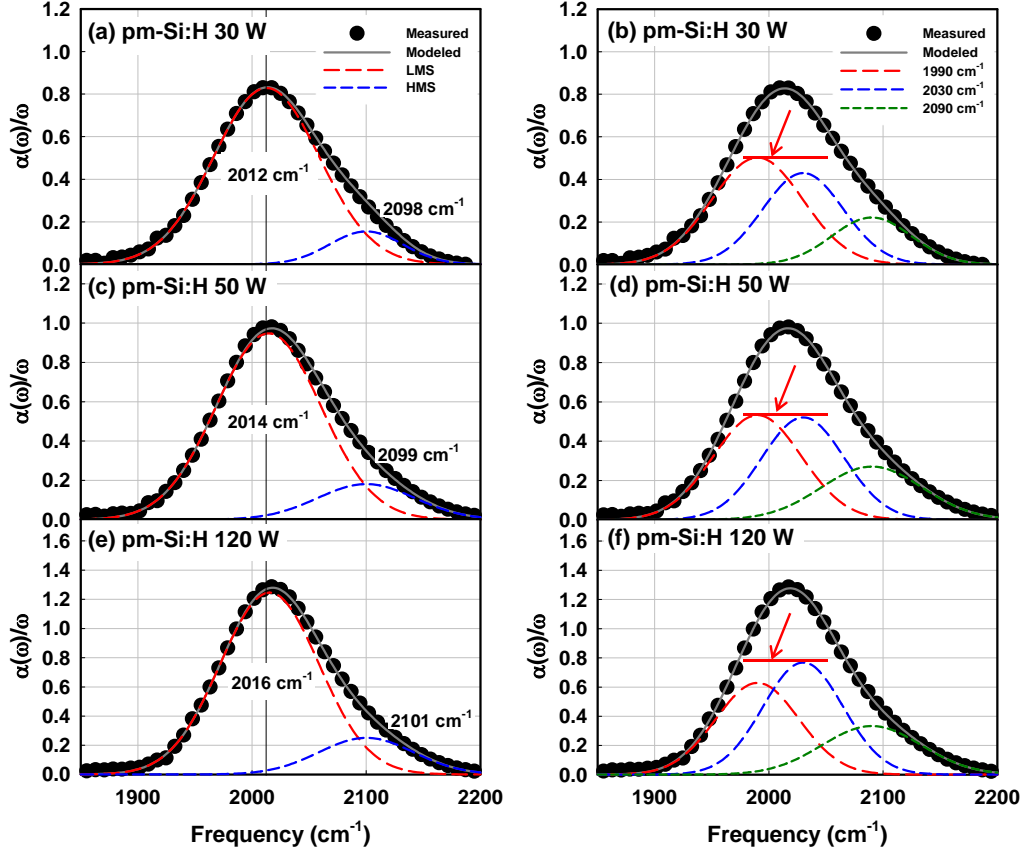 (a) pm-Si:H 30 W
Measured
Modeled
LMS
HMS
2012 cm⁻¹
2098 cm⁻¹
α(ω)/ω
1.2
1.0
0.8
0.6
0.4
0.2
0.0
(b) pm-Si:H 30 W
Measured
Modeled
1990 cm⁻¹
2030 cm⁻¹
2090 cm⁻¹
α(ω)/ω
1.2
1.0
0.8
0.6
0.4
0.2
0.0
(c) pm-Si:H 50 W
2014 cm⁻¹
2099 cm⁻¹
α(ω)/ω
1.0
0.8
0.6
0.4
0.2
0.0
(d) pm-Si:H 50 W
α(ω)/ω
1.0
0.8
0.6
0.4
0.2
0.0
(e) pm-Si:H 120 W
2016 cm⁻¹
2101 cm⁻¹
α(ω)/ω
1.6
1.4
1.2
1.0
0.8
0.6
0.4
0.2
0.0
1900 2000 2100 2200
Frequency (cm⁻¹)
(f) pm-Si:H 120 W
α(ω)/ω
1.6
1.4
1.2
1.0
0.8
0.6
0.4
0.2
0.0
1900 2000 2100 2200
Frequency (cm⁻¹)